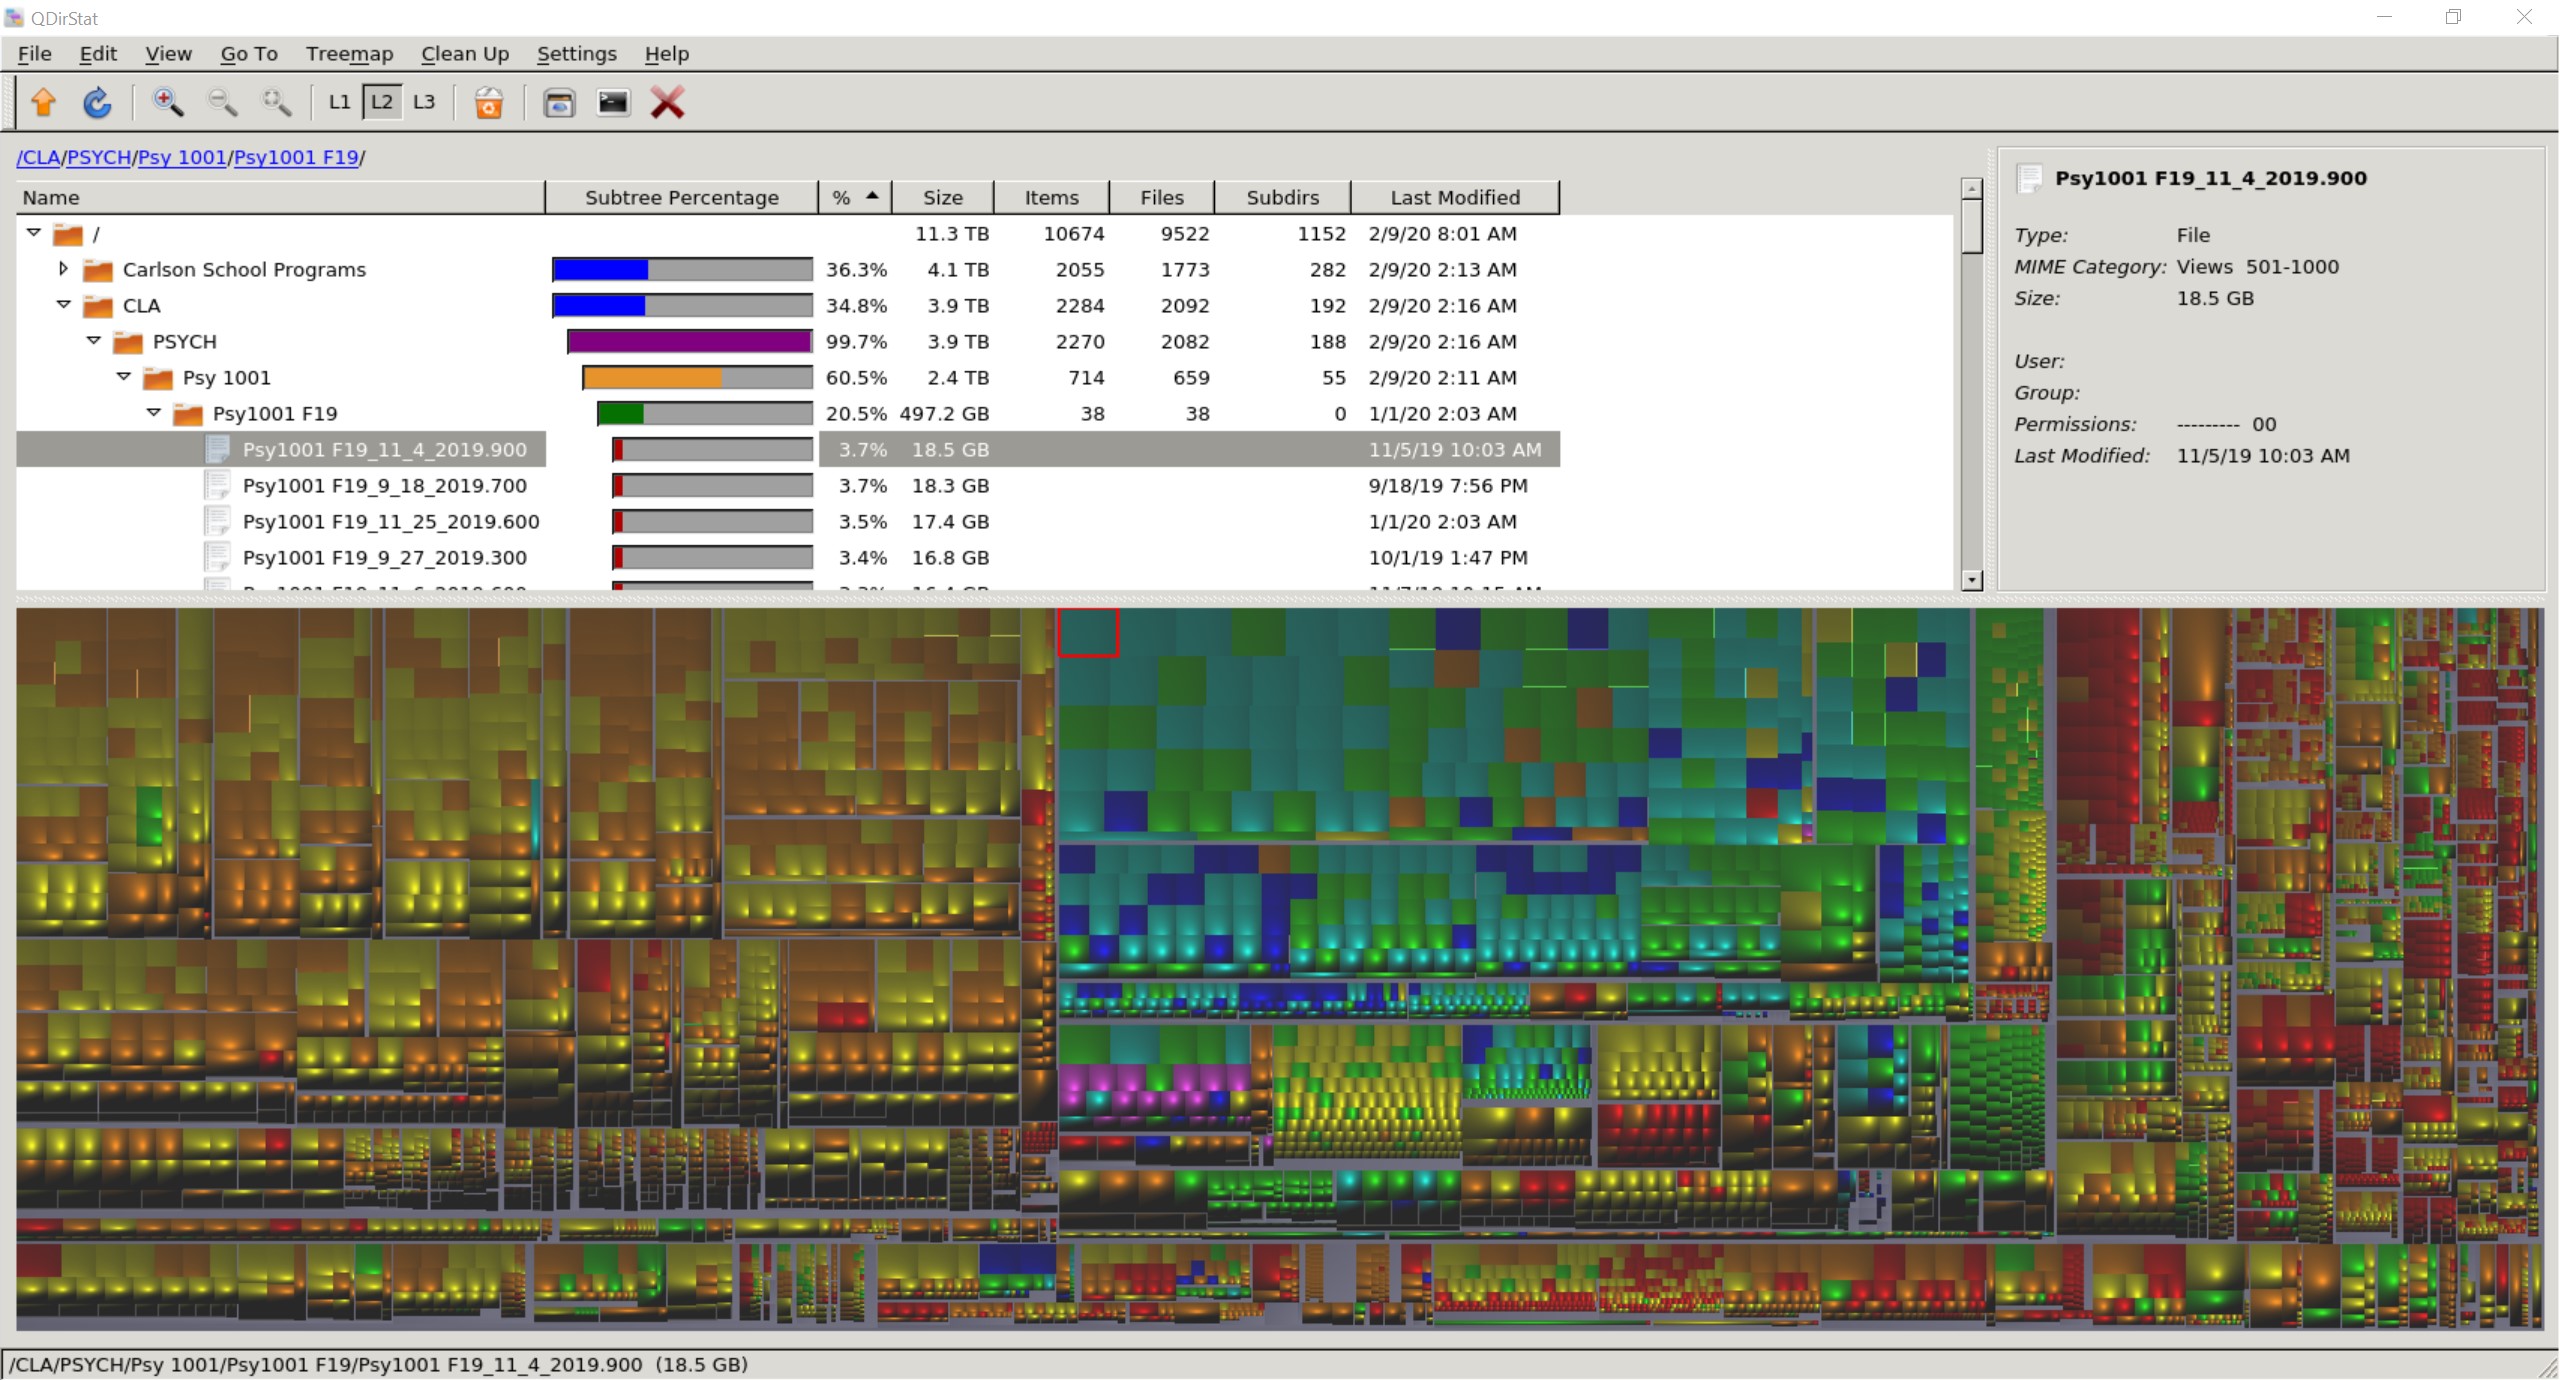 QDirStat
File Edit View Go To Treemap Clean Up Settings Help
L1 L2 L3
/CLA/PSYCH/Psy 1001/Psy1001 F19/
Name Subtree Percentage % Size Items Files Subdirs Last Modified
/ 11.3 TB 10674 9522 1152 2/9/20 8:01 AM
Carlson School Programs 36.3% 4.1 TB 2055 1773 282 2/9/20 2:13 AM
CLA 34.8% 3.9 TB 2284 2092 192 2/9/20 2:16 AM
PSYCH 99.7% 3.9 TB 2270 2082 188 2/9/20 2:16 AM
Psy 1001 60.5% 2.4 TB 714 659 55 2/9/20 2:11 AM
Psy1001 F19 20.5% 497.2 GB 38 38 0 1/1/20 2:03 AM
Psy1001 F19_11_4_2019.900 3.7% 18.5 GB 11/5/19 10:03 AM
Psy1001 F19_9_18_2019.700 3.7% 18.3 GB 9/18/19 7:56 PM
Psy1001 F19_11_25_2019.600 3.5% 17.4 GB 1/1/20 2:03 AM
Psy1001 F19_9_27_2019.300 3.4% 16.8 GB 10/1/19 1:47 PM
Psy1001 F19_11_4_2019.900
Type: File
MIME Category: Views 501-1000
Size: 18.5 GB
User:
Group:
Permissions: --------- 00
Last Modified: 11/5/19 10:03 AM
/CLA/PSYCH/Psy 1001/Psy1001 F19/Psy1001 F19_11_4_2019.900 (18.5 GB)